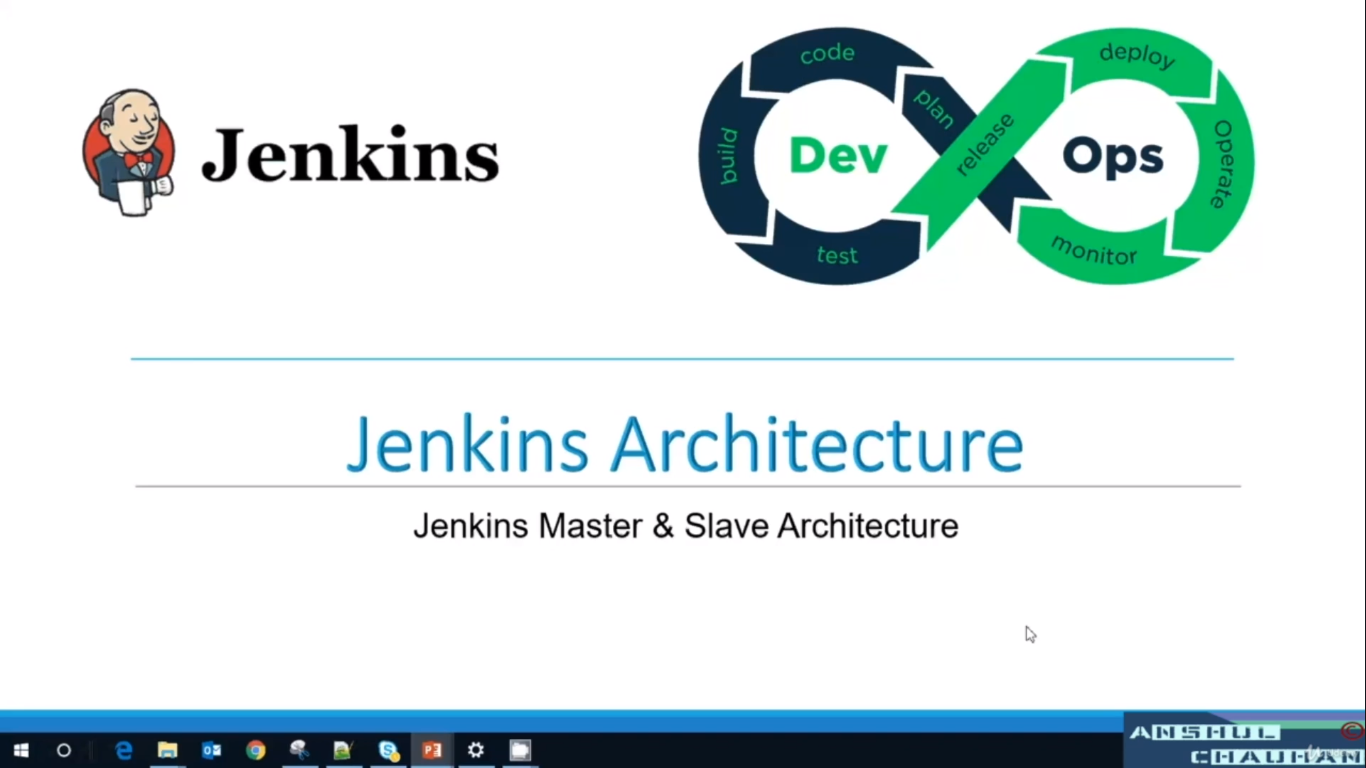 Jenkins
code
plan
build
Dev
test
release
deploy
Ops
Operate
monitor
Jenkins Architecture
Jenkins Master & Slave Architecture
ANSHUL
CHAUHAN
©